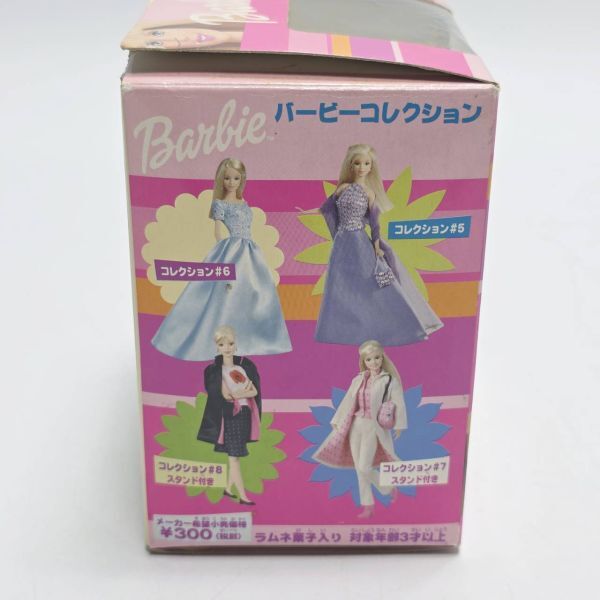 Barbie
バービーコレクション
コレクション#5
コレクション#6
コレクション#8
スタンド付き
コレクション#7
スタンド付き
メーカー希望小売価格
¥300(税別)
ラムネ菓子入り 対象年齢3才以上